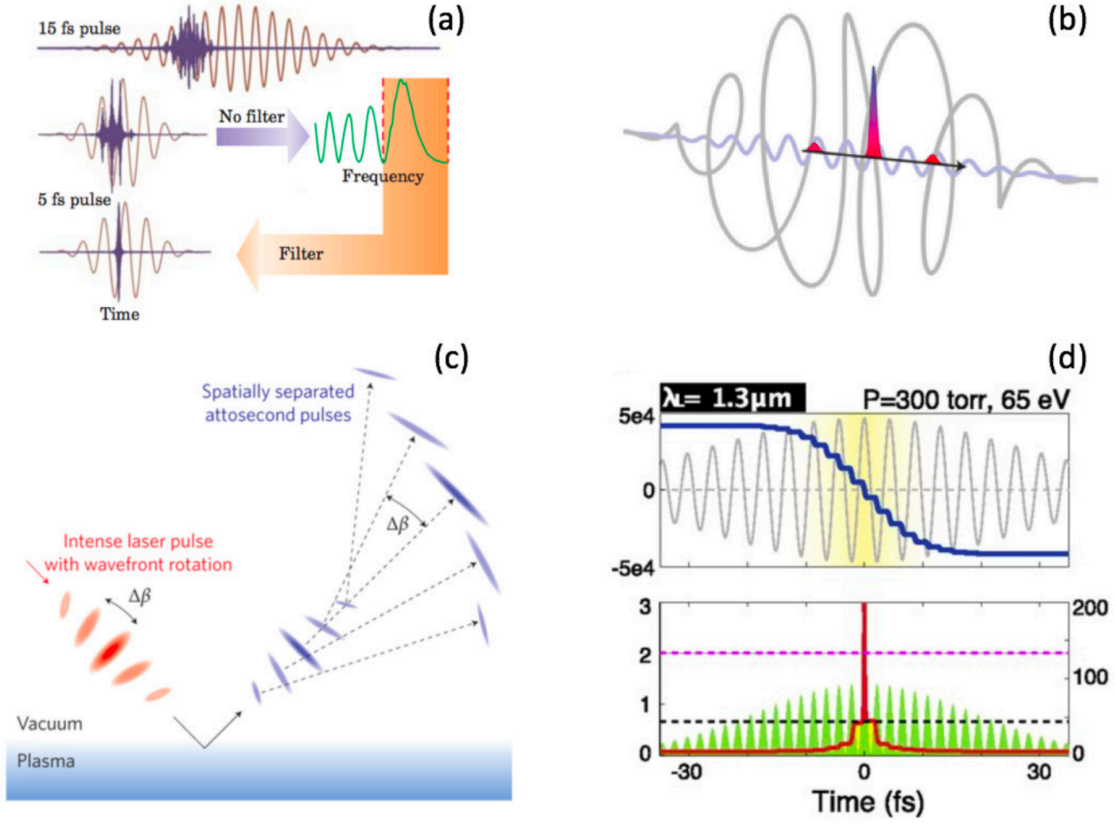 (a)
15 fs pulse
No filter
Frequency
5 fs pulse
Filter
Time
(b)
(c)
Spatially separated
attosecond pulses
Δβ
Intense laser pulse
with wavefront rotation
Δβ
Vacuum
Plasma
(d)
λL= 1.3μm P=300 torr, 65 eV
5e4
0
-5e4
3 200
2
100
1
0 0
-30 0 30
Time (fs)